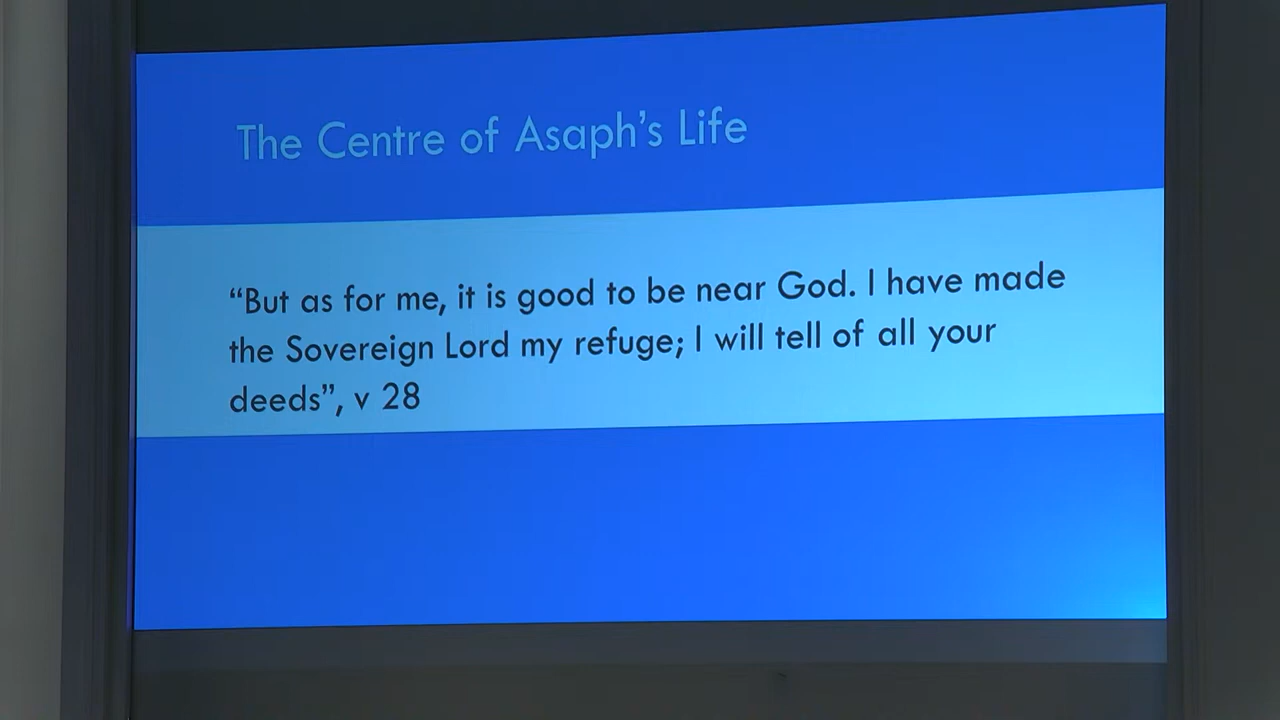 The Centre of Asaph’s Life
“But as for me, it is good to be near God. I have made
the Sovereign Lord my refuge; I will tell of all your
deeds”, v 28